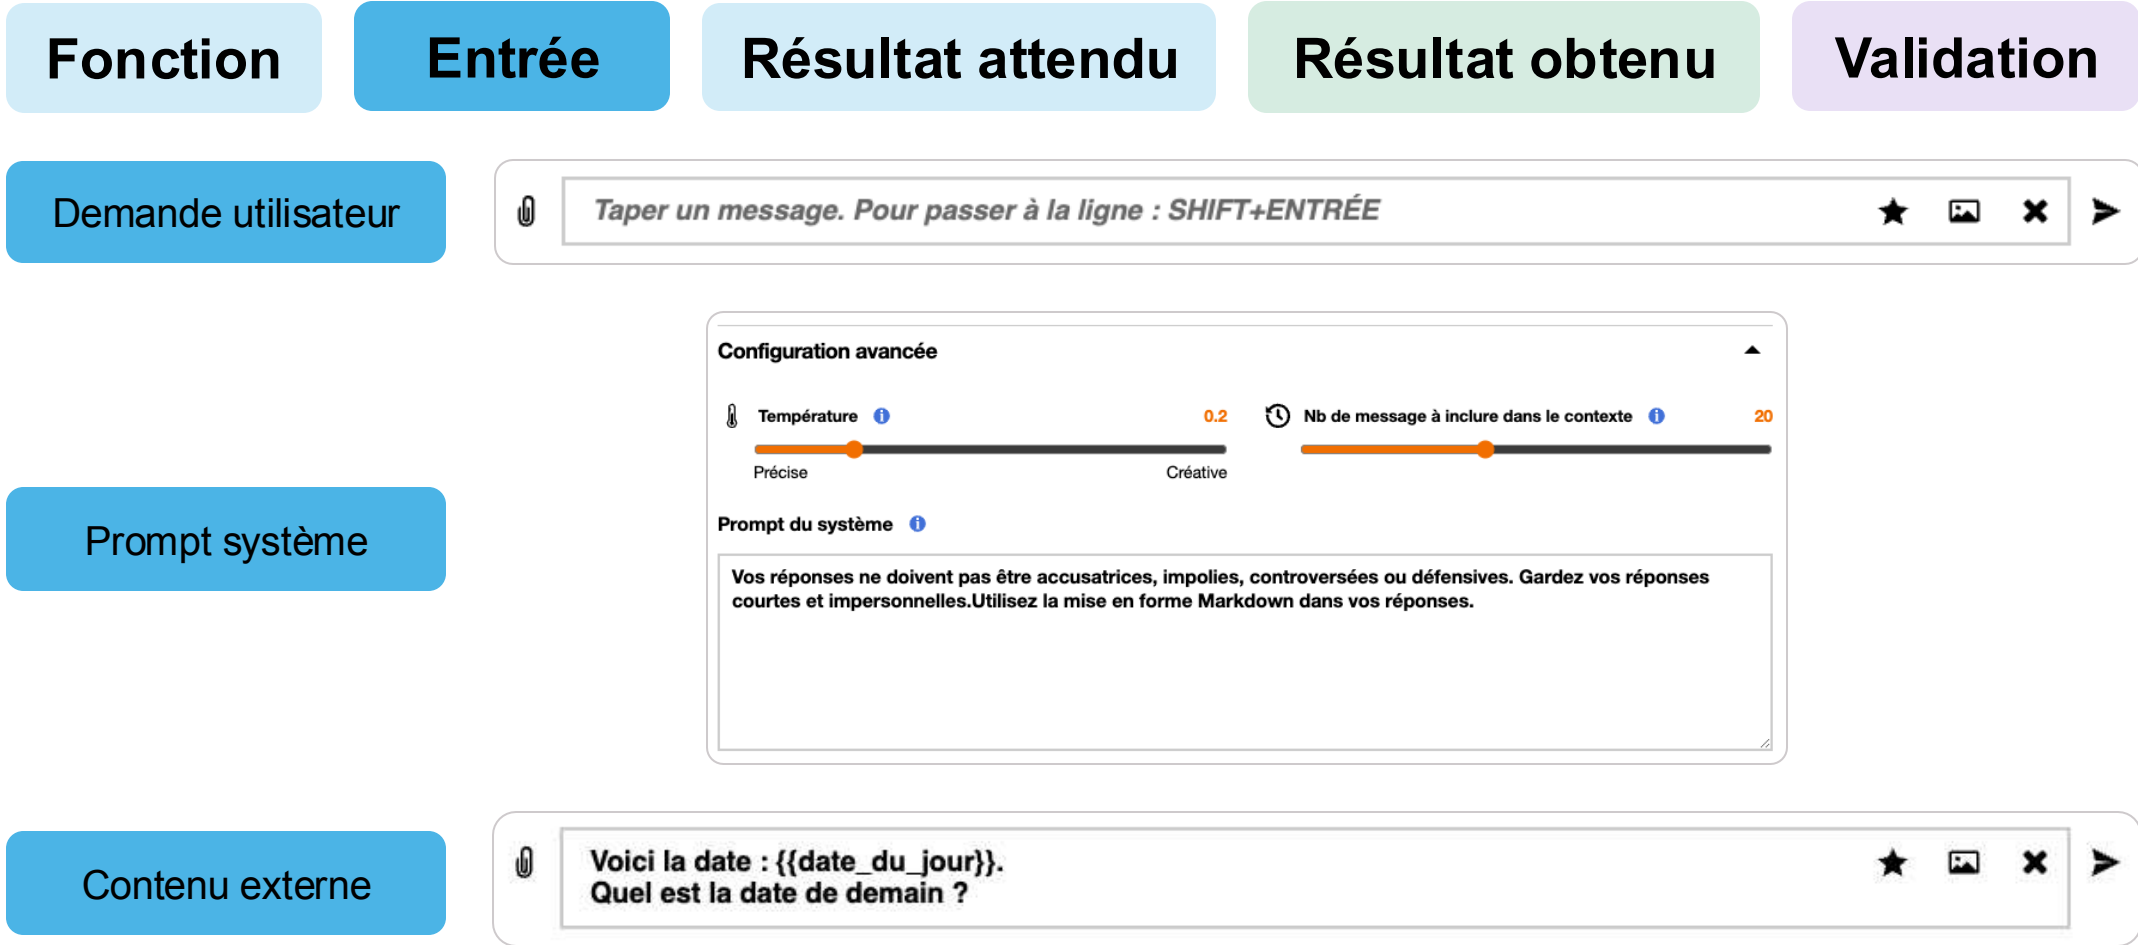 Fonction
Entrée
Résultat attendu
Résultat obtenu
Validation
Demande utilisateur
Taper un message. Pour passer à la ligne : SHIFT+ENTRÉE
Configuration avancée
Température
0.2
Nb de message à inclure dans le contexte
20
Précise
Créative
Prompt système
Prompt du système
Vos réponses ne doivent pas être accusatrices, impolies, controversées ou défensives. Gardez vos réponses
courtes et impersonnelles.Utilisez la mise en forme Markdown dans vos réponses.
Contenu externe
Voici la date : {{date_du_jour}}.
Quel est la date de demain ?